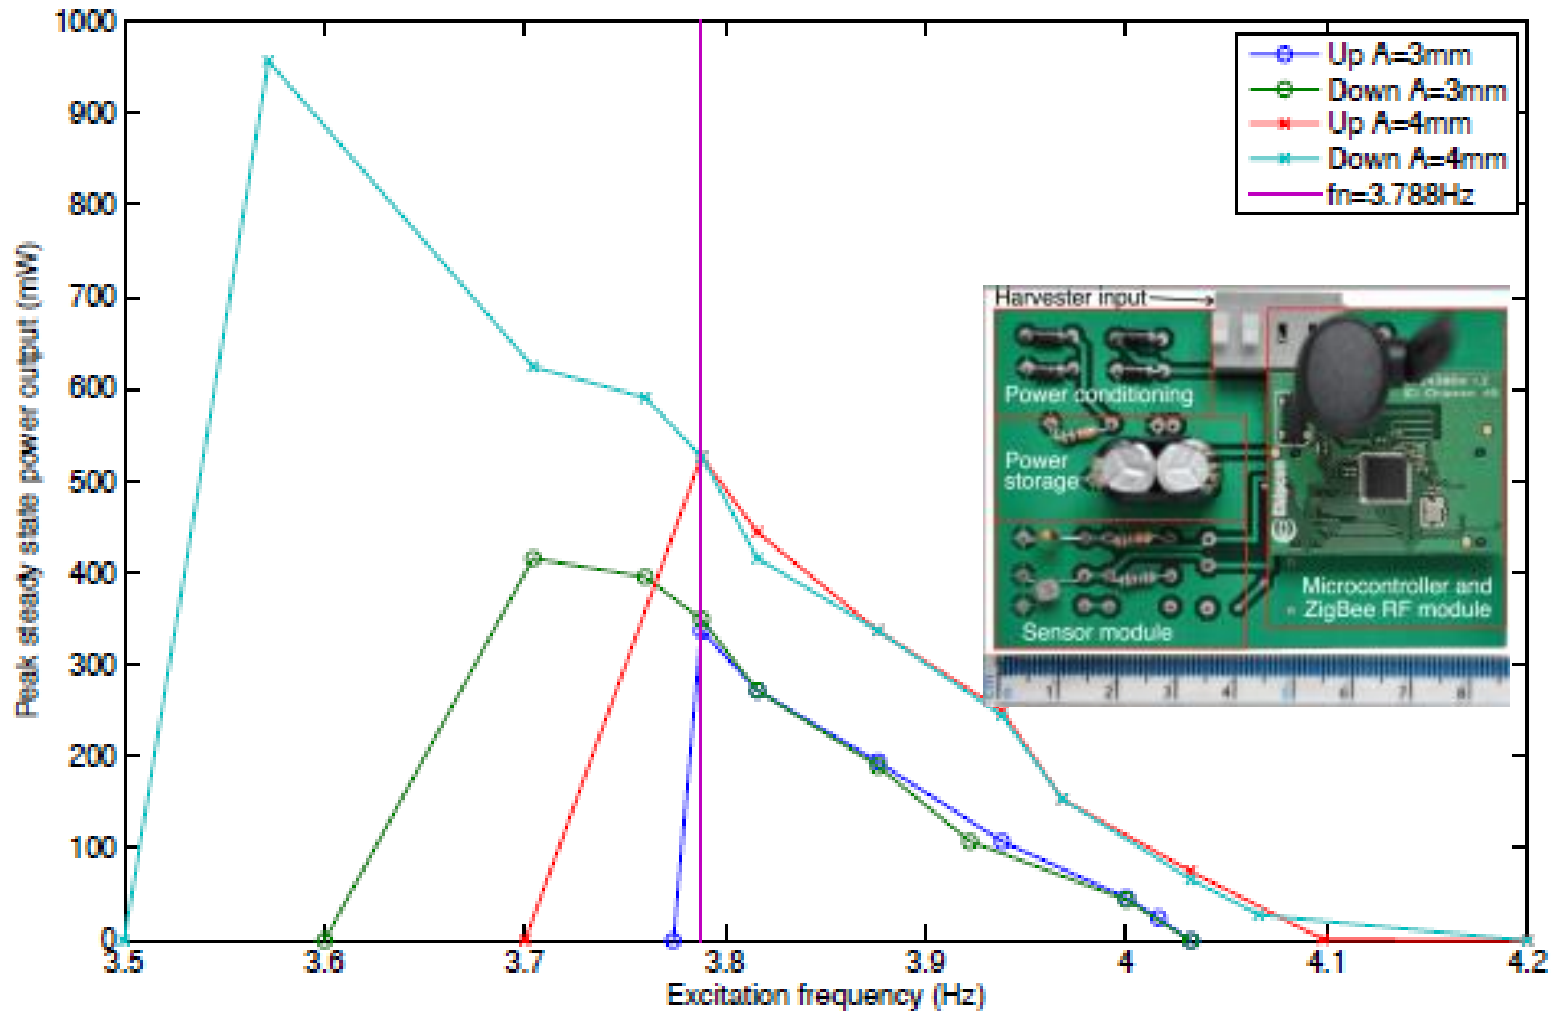 1000
900
800
700
600
500
400
300
200
100
0
Peak steady state power output (mW)
3.5
3.6
3.7
3.8
3.9
4
4.1
4.2
Excitation frequency (Hz)
Up A=3mm
Down A=3mm
Up A=4mm
Down A=4mm
fn=3.788Hz
Harvester input
Power conditioning
Power
storage
Sensor module
Microcontroller and
ZigBee RF module
1 2 3 4 5 6 7 8